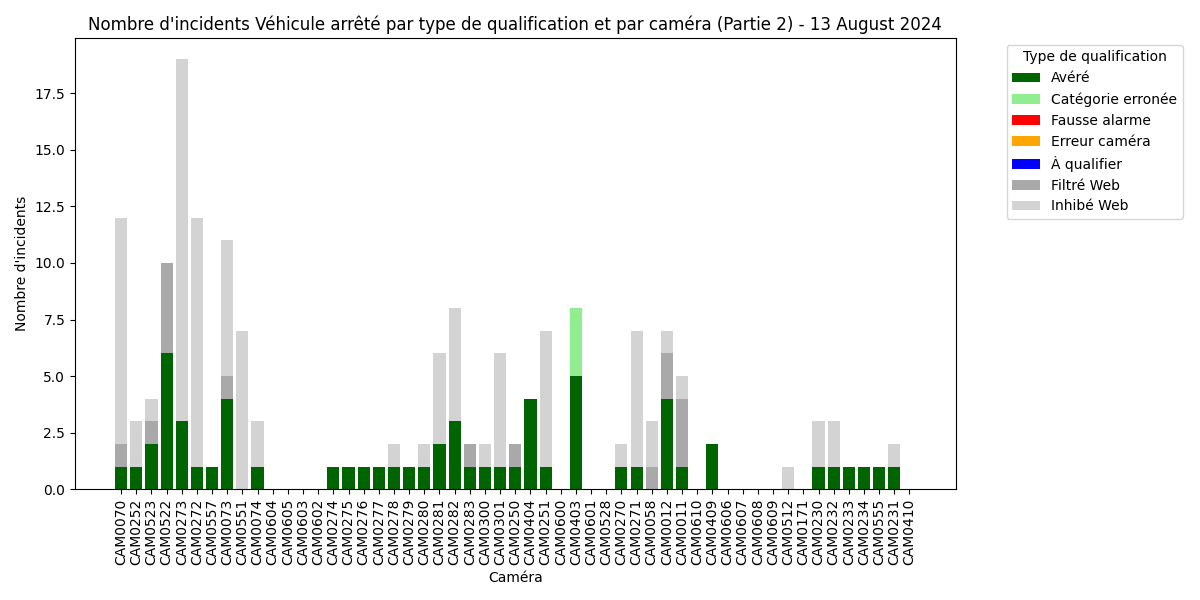 Nombre d'incidents Véhicule arrêté par type de qualification et par caméra (Partie 2) - 13 August 2024
Nombre d'incidents
17.5
15.0
12.5
10.0
7.5
5.0
2.5
0.0
CAM0070
CAM0252
CAM0523
CAM0522
CAM0273
CAM0272
CAM0557
CAM0073
CAM0551
CAM0074
CAM0604
CAM0605
CAM0603
CAM0602
CAM0274
CAM0275
CAM0276
CAM0277
CAM0278
CAM0279
CAM0280
CAM0281
CAM0282
CAM0283
CAM0300
CAM0301
CAM0250
CAM0404
CAM0251
CAM0600
CAM0403
CAM0601
CAM0528
CAM0270
CAM0271
CAM0058
CAM0012
CAM0011
CAM0610
CAM0409
CAM0606
CAM0607
CAM0608
CAM0609
CAM0512
CAM0171
CAM0230
CAM0232
CAM0233
CAM0234
CAM0555
CAM0231
CAM0410
Caméra
Type de qualification
Avéré
Catégorie erronée
Fausse alarme
Erreur caméra
À qualifier
Filtré Web
Inhibé Web